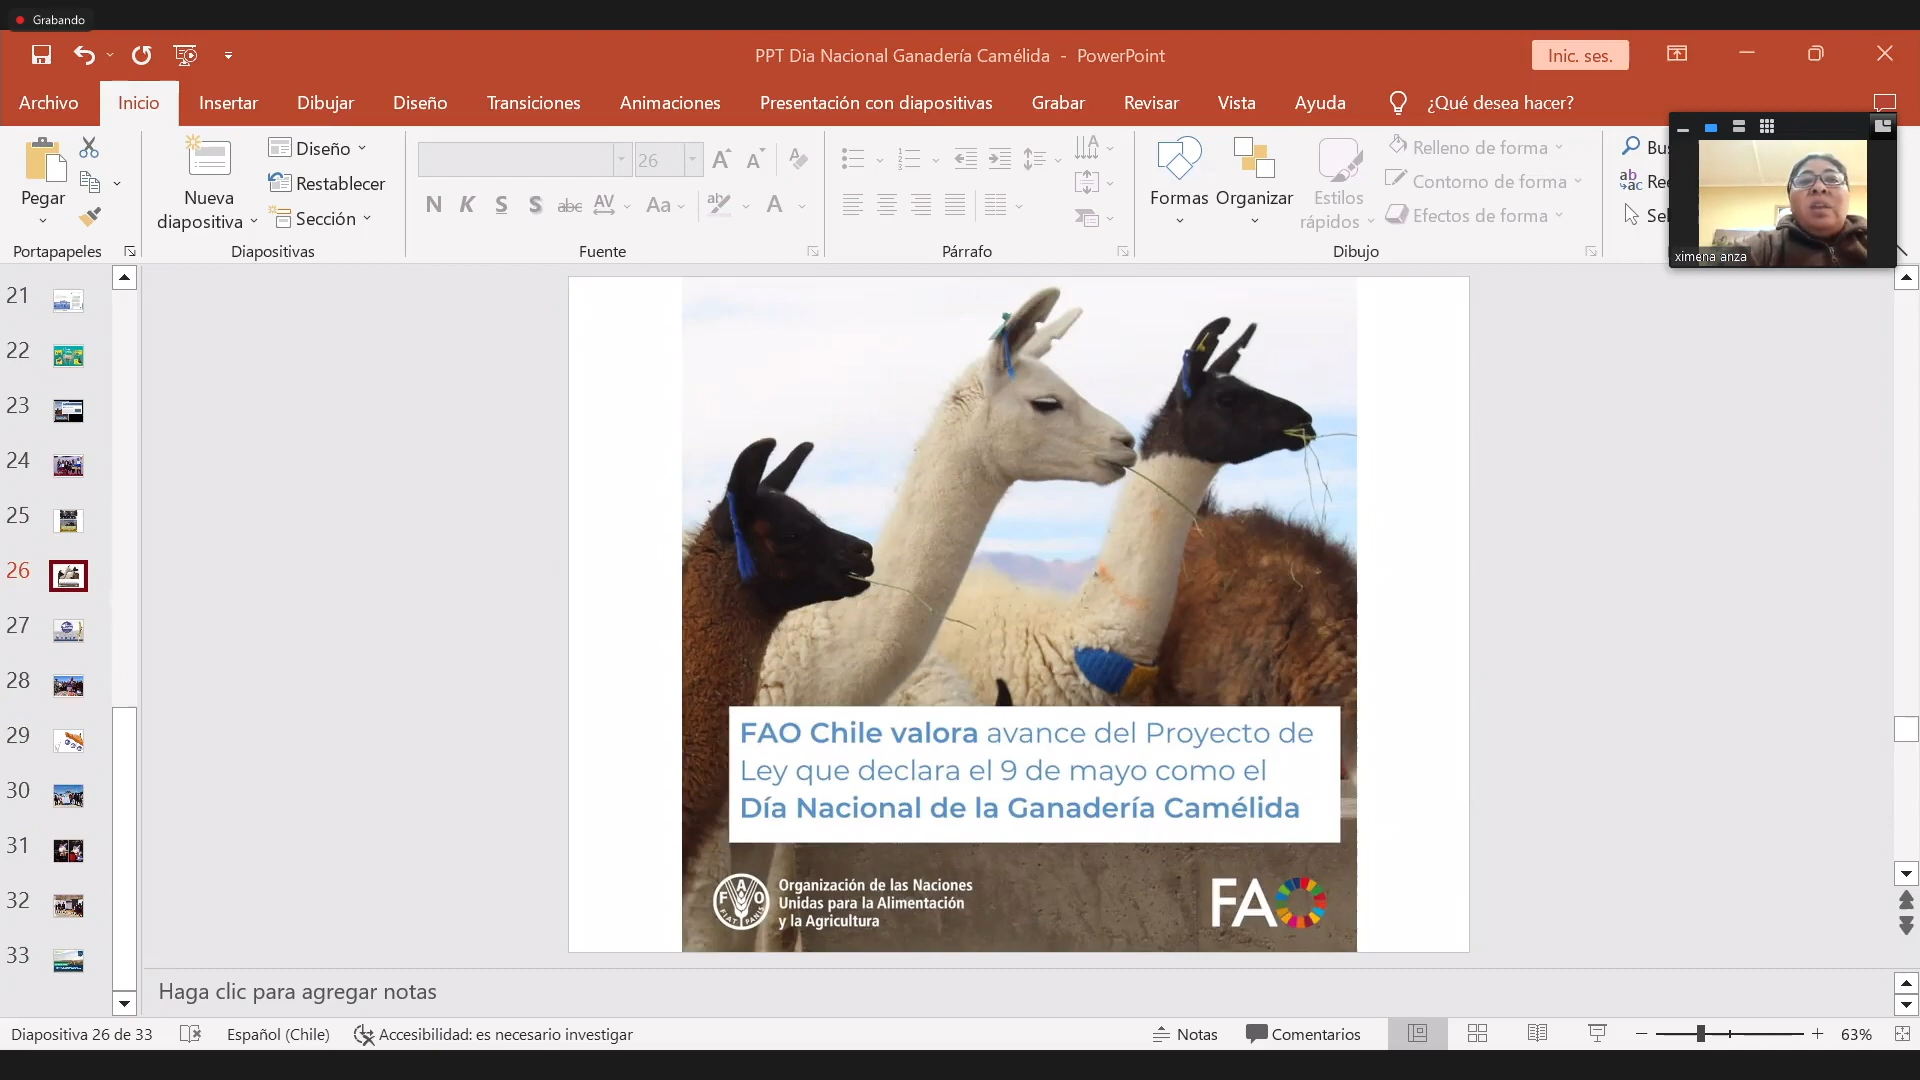 Grabando
PPT Dia Nacional Ganadería Camélida - PowerPoint
Inic. ses.
Archivo Inicio Insertar Dibujar Diseño Transiciones Animaciones Presentación con diapositivas Grabar Revisar Vista Ayuda ¿Qué desea hacer?
Pegar
Nueva diapositiva
Diseño
Restablecer
Sección
26
N K S S abc AV Aa A
Formas
Organizar
Estilos rápidos
Relleno de forma
Contorno de forma
Efectos de forma
Portapapeles Diapositivas Fuente Párrafo Dibujo
ximena anza
21
22
23
24
25
26
27
28
29
30
31
32
33
FAO Chile valora avance del Proyecto de
Ley que declara el 9 de mayo como el
Día Nacional de la Ganadería Camélida
FAO
FIAT PANIS
Organización de las Naciones
Unidas para la Alimentación
y la Agricultura
FAO
Haga clic para agregar notas
Diapositiva 26 de 33 Español (Chile) Accesibilidad: es necesario investigar Notas Comentarios 63%